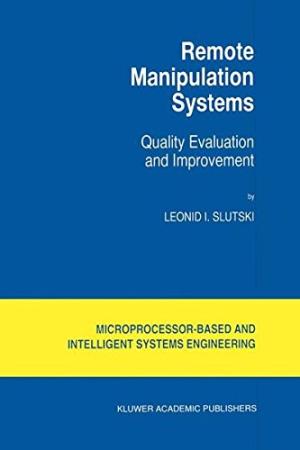 Remote
Manipulation
Systems
Quality Evaluation
and Improvement
by
LEONID I. SLUTSKI
MICROPROCESSOR-BASED AND
INTELLIGENT SYSTEMS ENGINEERING
KLUWER ACADEMIC PUBLISHERS